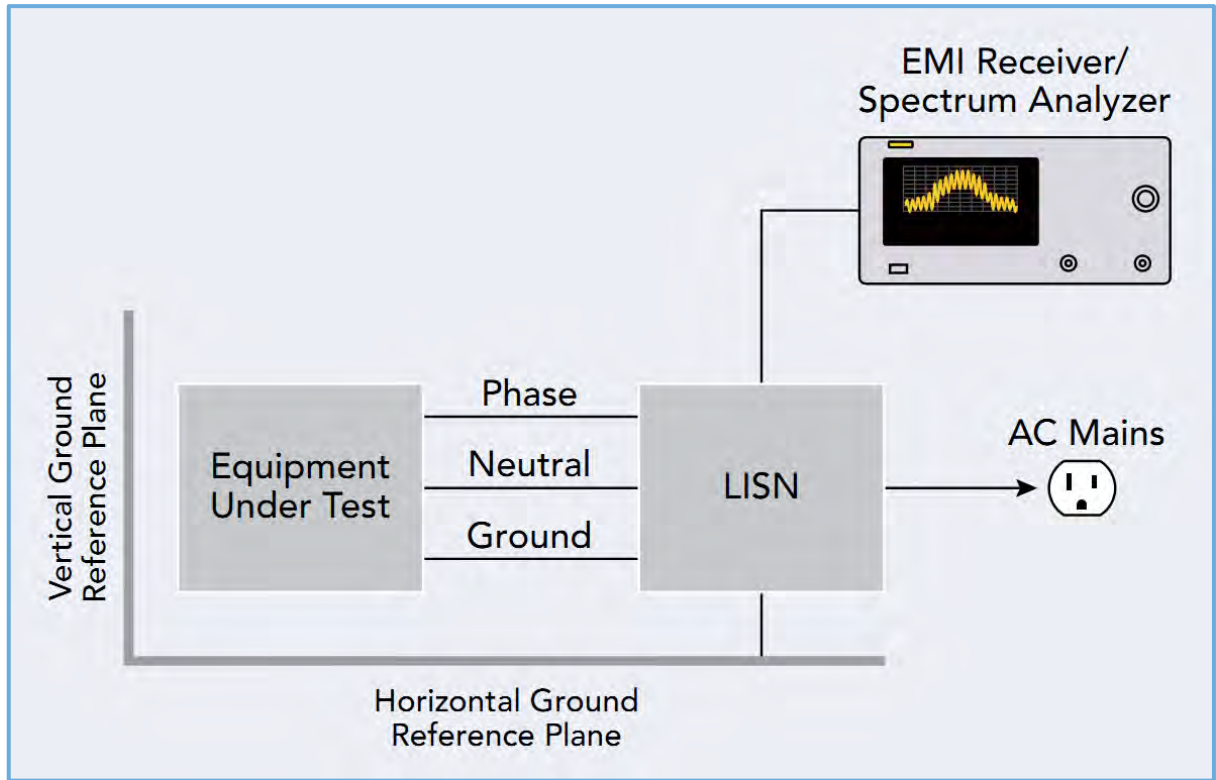 EMI Receiver/
Spectrum Analyzer
Vertical Ground
Reference Plane
Equipment
Under Test
Phase
Neutral
Ground
LISN
AC Mains
Horizontal Ground
Reference Plane